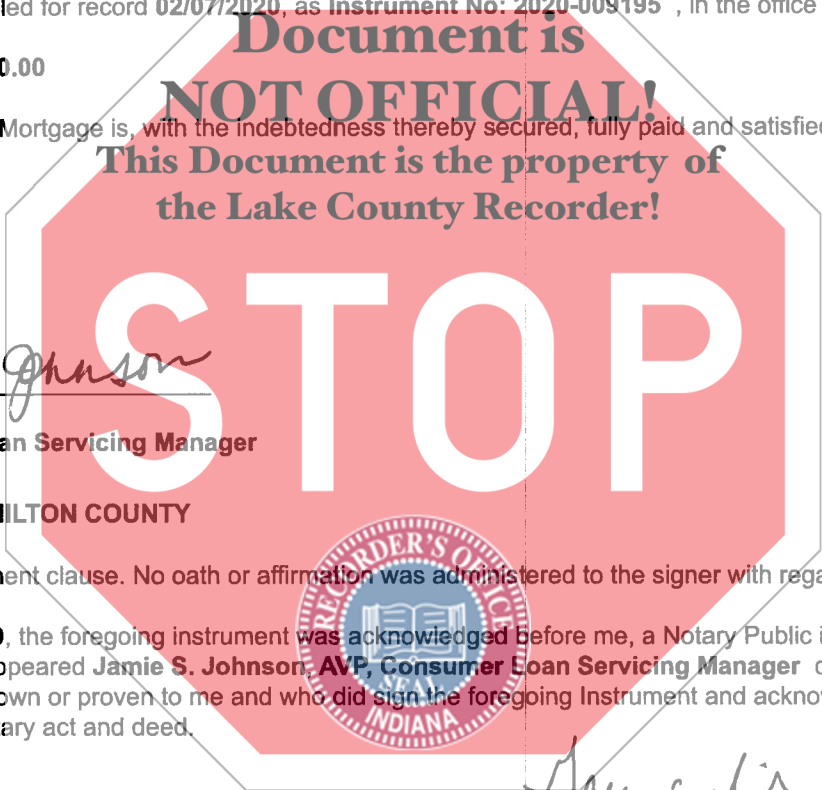 led for record 02/07/2020, as Instrument No: 2020-009195 , in the office
Document is
0.00
NOT OFFICIAL!
Mortgage is, with the indebtedness thereby secured, fully paid and satisfied
This Document is the property of
the Lake County Recorder!
STOP
Johnson
an Servicing Manager
ILTON COUNTY
RECORDER'S OFFICE
ent clause. No oath or affirmation was administered to the signer with rega
, the foregoing instrument was acknowledged before me, a Notary Public i
ppeared Jamie S. Johnson, AVP, Consumer Loan Servicing Manager
SEAL
own or proven to me and who did sign the foregoing Instrument and acknow
INDIANA
ary act and deed.